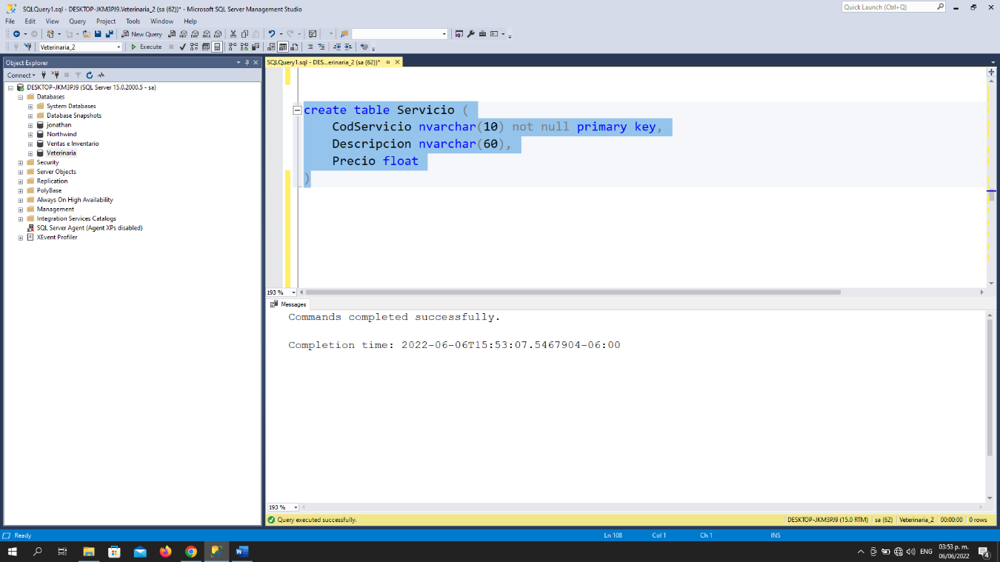 SQLQuery1.sql - DESKTOP-JKM3PJ9.Veterinaria_2 (sa (62))* - Microsoft SQL Server Management Studio
Quick Launch (Ctrl+Q)
File Edit View Query Project Tools Window Help
New Query
Veterinaria_2
Execute
Object Explorer
Connect
DESKTOP-JKM3PJ9 (SQL Server 15.0.2000.5 - sa)
Databases
System Databases
Database Snapshots
jonathan
Northwind
Ventas e Inventario
Veterinaria
Security
Server Objects
Replication
PolyBase
Always On High Availability
Management
Integration Services Catalogs
SQL Server Agent (Agent XPs disabled)
XEvent Profiler
SQLQuery1.sql - DES...erinaria_2 (sa (62))*
create table Servicio (
CodServicio nvarchar(10) not null primary key,
Descripcion nvarchar(60),
Precio float
)
193 %
Messages
Commands completed successfully.
Completion time: 2022-06-06T15:53:07.5467904-06:00
193 %
Query executed successfully.
DESKTOP-JKM3PJ9 (15.0 RTM) sa (62) Veterinaria_2 00:00:00 0 rows
Ready
Ln 108 Col 1 Ch 1 INS
ENG
03:53 p. m.
06/06/2022
4